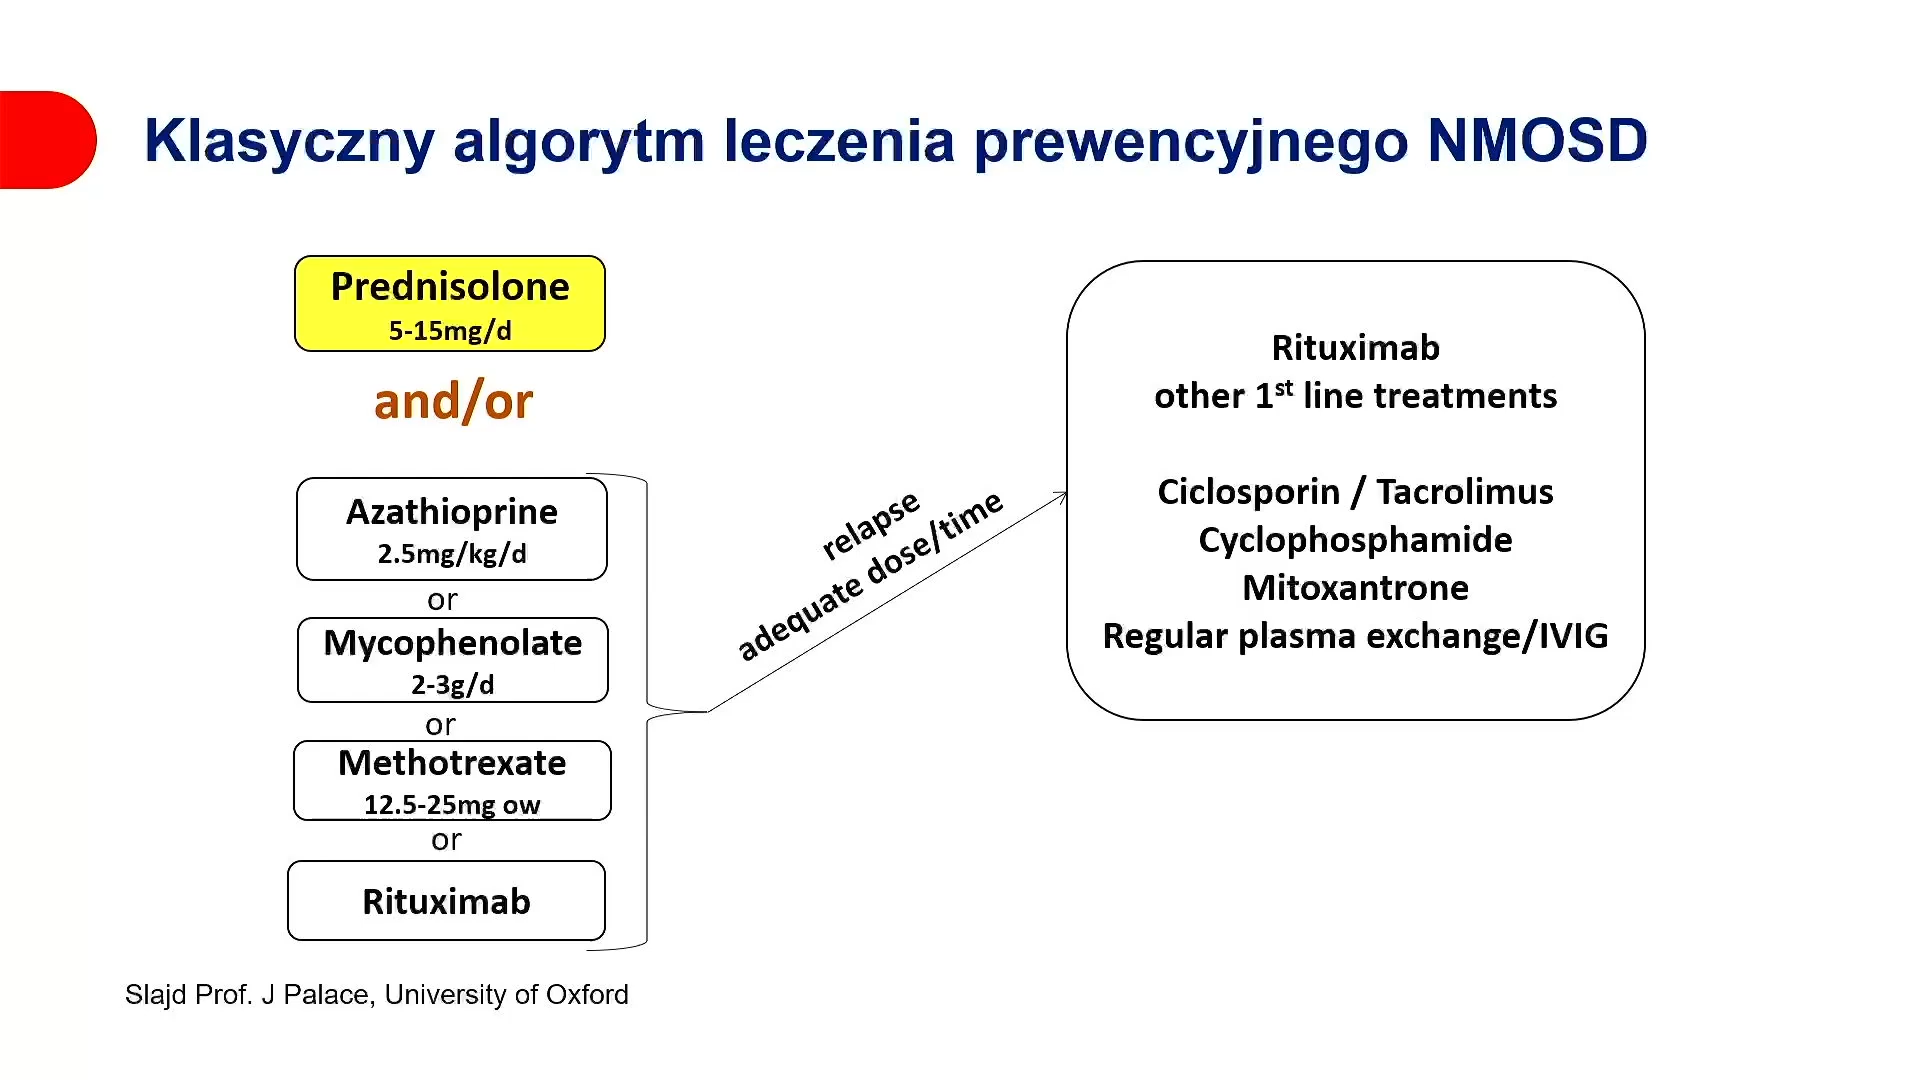 Klasyczny algorytm leczenia prewencyjnego NMOSD
Prednisolone
5-15mg/d
and/or
Azathioprine
2.5mg/kg/d
or
Mycophenolate
2-3g/d
or
Methotrexate
12.5-25mg ow
or
Rituximab
relapse
adequate dose/time
Rituximab
other 1st line treatments
Ciclosporin / Tacrolimus
Cyclophosphamide
Mitoxantrone
Regular plasma exchange/IVIG
Slajd Prof. J Palace, University of Oxford